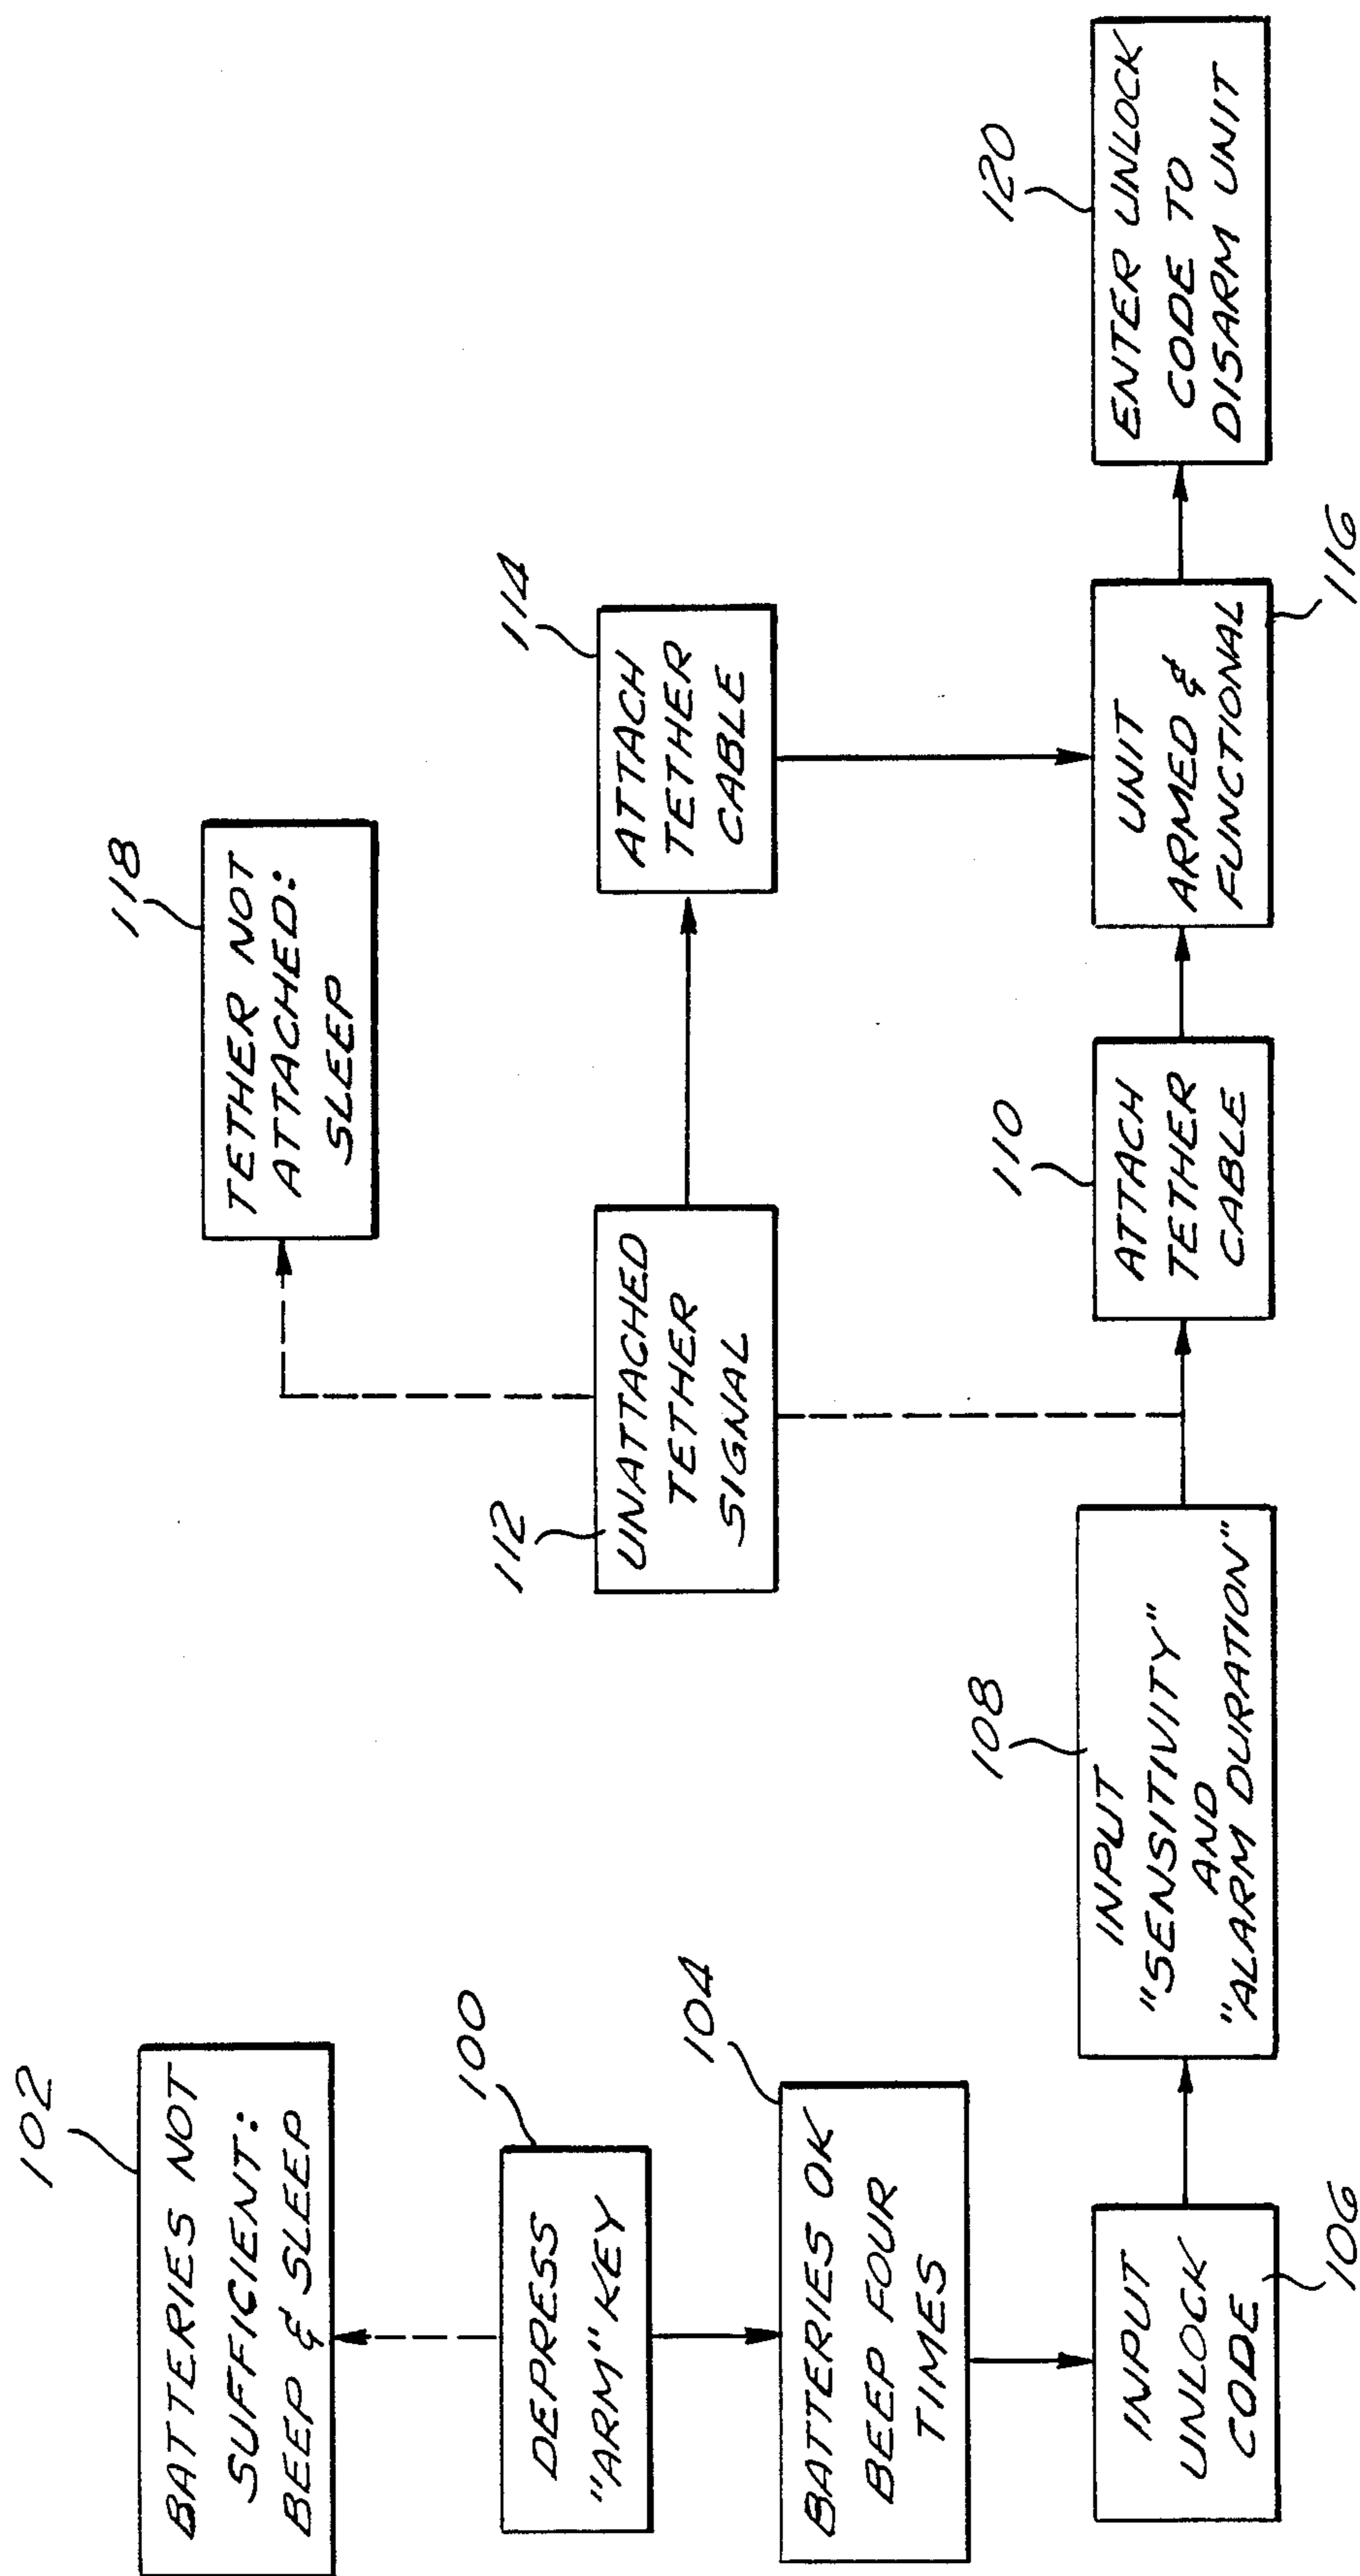 102
BATTERIES NOT
SUFFICIENT:
BEEP & SLEEP
100
DEPRESS
"ARM" KEY
104
BATTERIES OK
BEEP FOUR
TIMES
INPUT
UNLOCK
CODE
106
108
INPUT
"SENSITIVITY"
AND
"ALARM DURATION"
112
UNATTACHED
TETHER
SIGNAL
118
TETHER NOT
ATTACHED:
SLEEP
110
ATTACH
TETHER
CABLE
114
ATTACH
TETHER
CABLE
UNIT
ARMED &
FUNCTIONAL
116
120
ENTER UNLOCK
CODE TO
DISARM UNIT